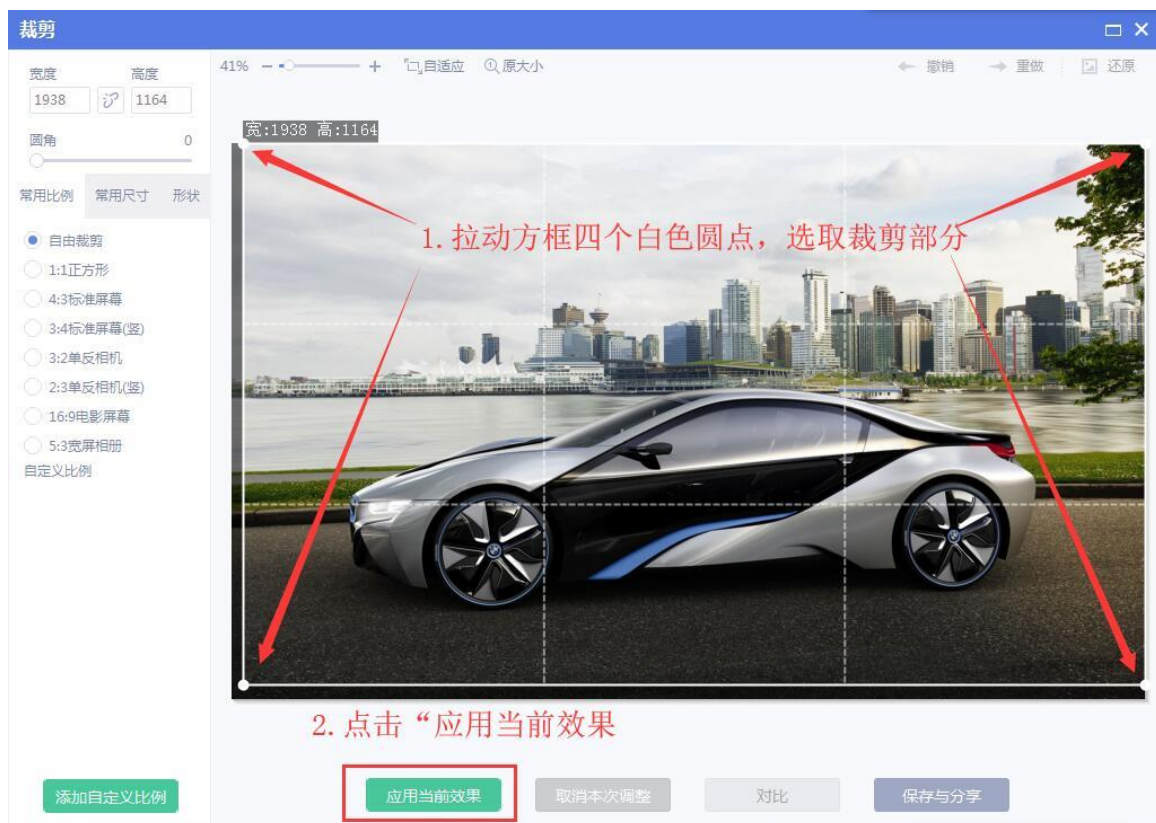 裁剪
宽度 高度
1938 1164
圆角 0
常用比例 常用尺寸 形状
自由裁剪
1:1正方形
4:3标准屏幕
3:4标准屏幕(竖)
3:2单反相机
2:3单反相机(竖)
16:9电影屏幕
5:3宽屏相册
自定义比例
添加自定义比例
41% 自适应 原大小 撤销 重做 还原
宽:1938 高:1164
1.拉动方框四个白色圆点，选取裁剪部分
2.点击“应用当前效果
应用当前效果 取消本次调整 对比 保存与分享